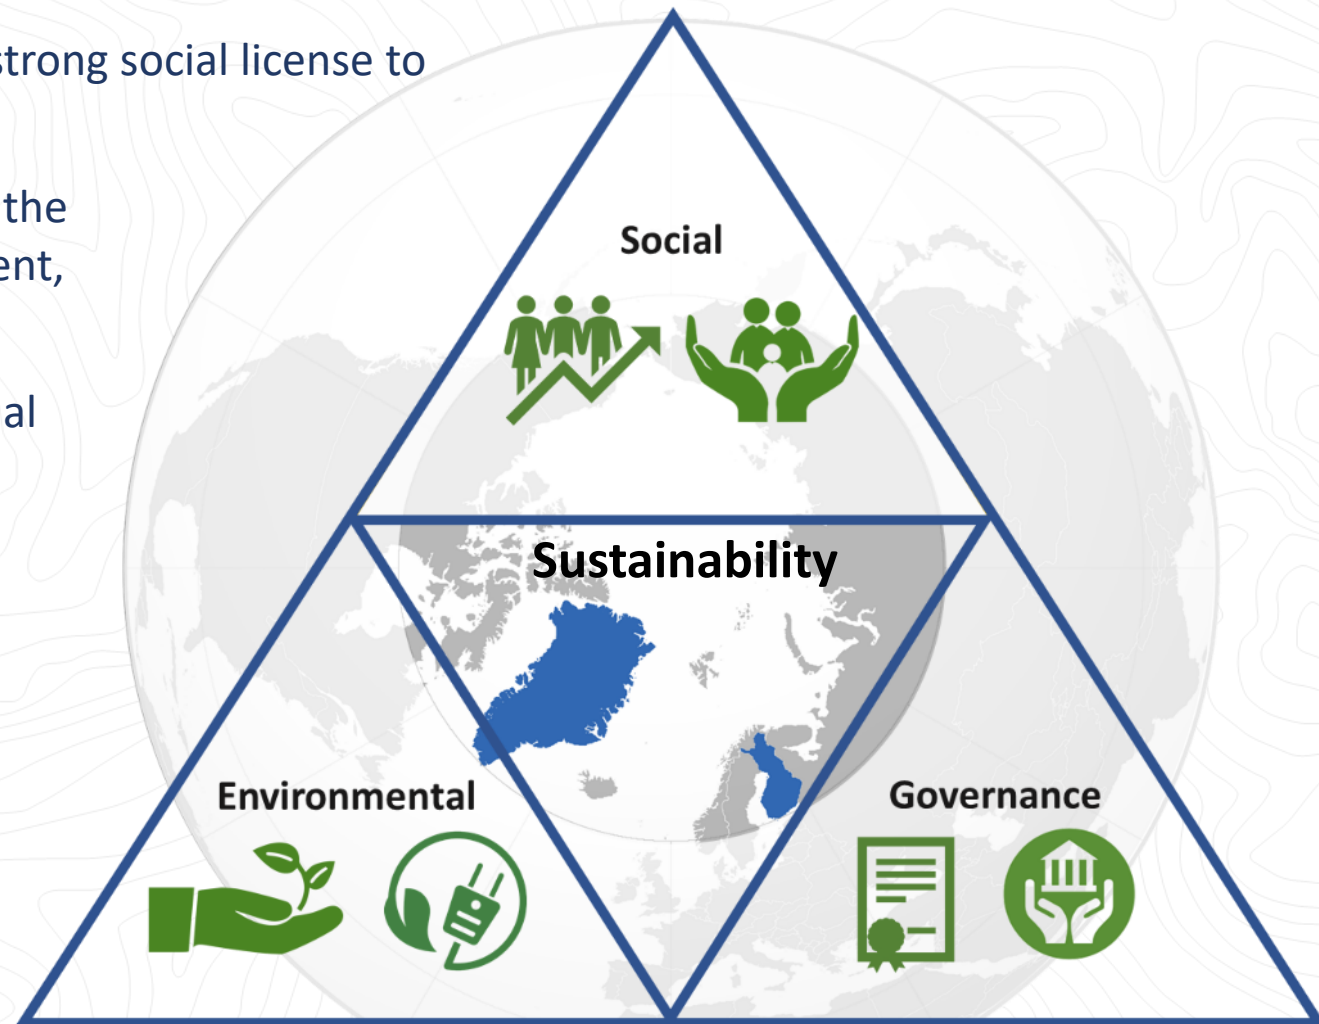 strong social license to
the
ent,
al
Social
Sustainability
Environmental
Governance